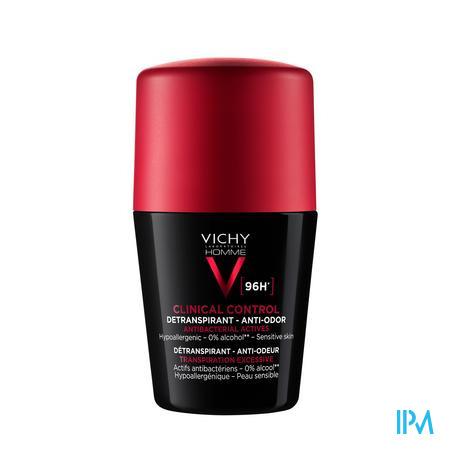 VICHY
LABORATOIRES
HOMME
V [96H*]
CLINICAL CONTROL
DETRANSPIRANT - ANTI-ODOR
ANTIBACTERIAL ACTIVES
Hypoallergenic - 0% alcohol** - Sensitive skin
DÉTRANSPIRANT - ANTI-ODEUR
TRANSPIRATION EXCESSIVE
Actifs antibactériens - 0% alcool**
Hypoallergénique - Peau sensible
IPM